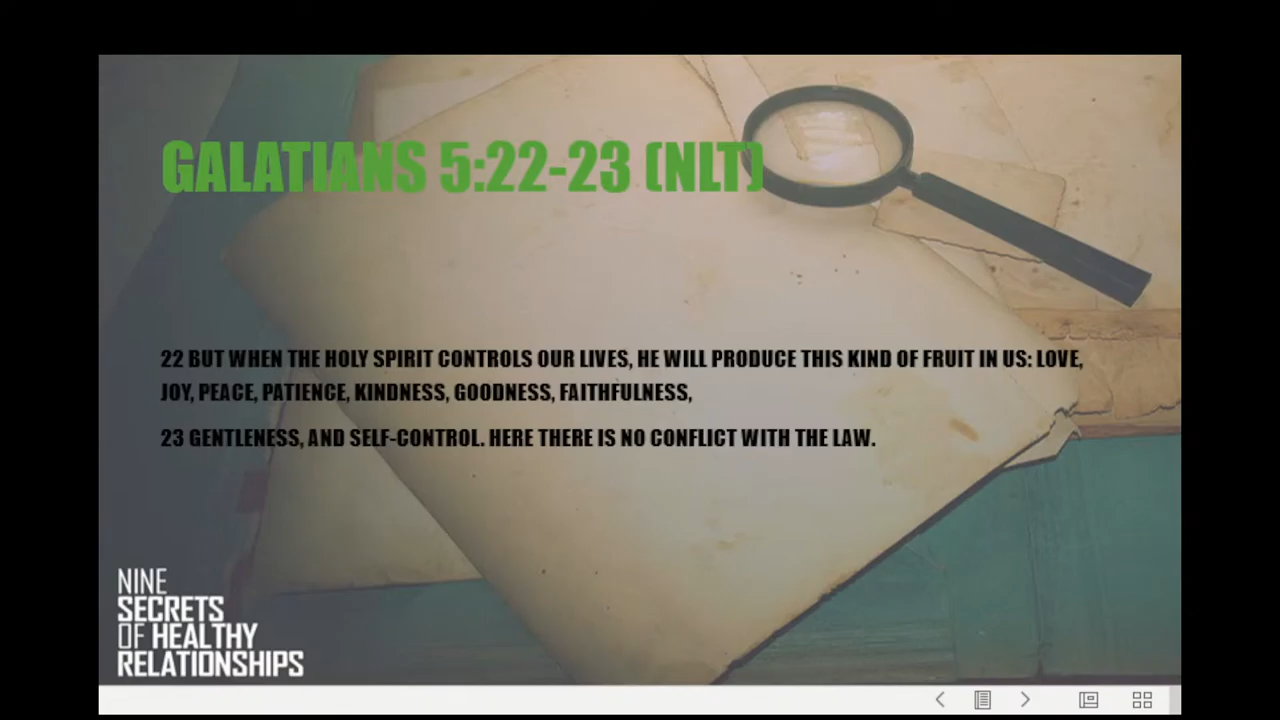 GALATIANS 5:22-23 (NLT)
22 BUT WHEN THE HOLY SPIRIT CONTROLS OUR LIVES, HE WILL PRODUCE THIS KIND OF FRUIT IN US: LOVE,
JOY, PEACE, PATIENCE, KINDNESS, GOODNESS, FAITHFULNESS,
23 GENTLENESS, AND SELF-CONTROL. HERE THERE IS NO CONFLICT WITH THE LAW.
NINE
SECRETS
OF HEALTHY
RELATIONSHIPS